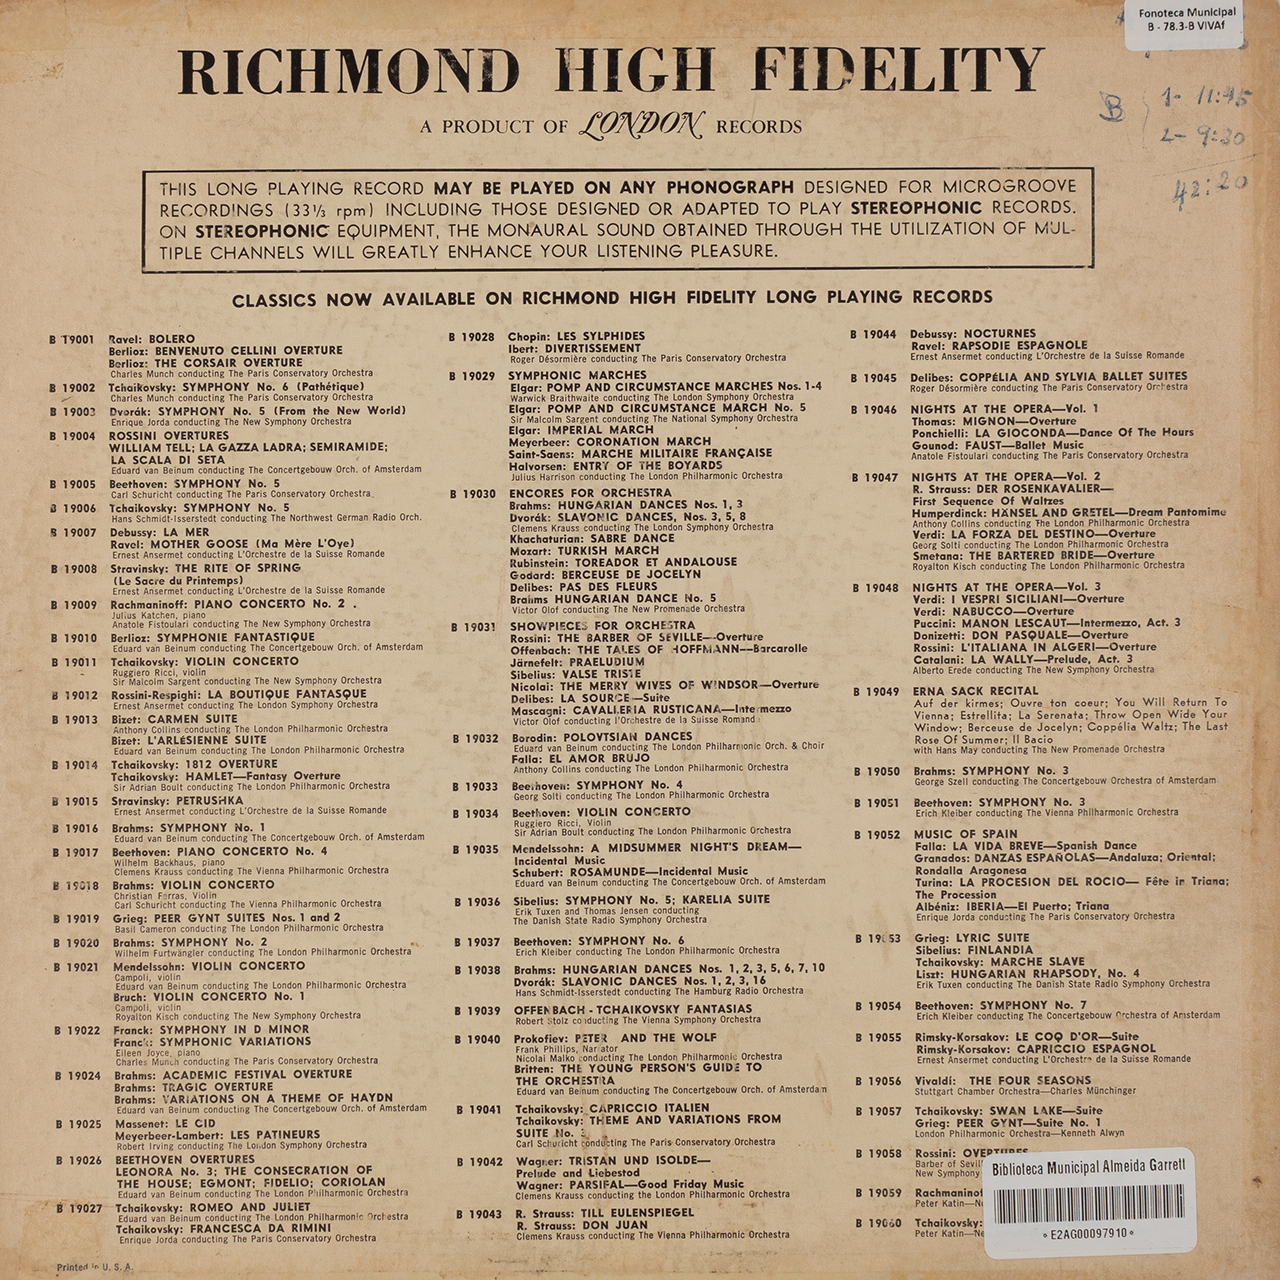 Fonoteca Municipal
B - 78.3-B VIVAf
RICHMOND HIGH FIDELITY
A PRODUCT OF LONDON RECORDS
B
1- 11:45
2- 9:30
42:20
THIS LONG PLAYING RECORD MAY BE PLAYED ON ANY PHONOGRAPH DESIGNED FOR MICROGROOVE
RECORDINGS (33⅓ rpm) INCLUDING THOSE DESIGNED OR ADAPTED TO PLAY STEREOPHONIC RECORDS.
ON STEREOPHONIC EQUIPMENT, THE MONAURAL SOUND OBTAINED THROUGH THE UTILIZATION OF MUL-
TIPLE CHANNELS WILL GREATLY ENHANCE YOUR LISTENING PLEASURE.
CLASSICS NOW AVAILABLE ON RICHMOND HIGH FIDELITY LONG PLAYING RECORDS
B 19001 Ravel: BOLERO
Berlioz: BENVENUTO CELLINI OVERTURE
Berlioz: THE CORSAIR OVERTURE
Charles Munch conducting The Paris Conservatory Orchestra
B 19002 Tchaikovsky: SYMPHONY No. 6 (Pathétique)
Charles Munch conducting The Paris Conservatory Orchestra
B 19003 Dvorák: SYMPHONY No. 5 (From the New World)
Enrique Jorda conducting The New Symphony Orchestra
B 19004 ROSSINI OVERTURES
WILLIAM TELL; LA GAZZA LADRA; SEMIRAMIDE;
LA SCALA DI SETA
Eduard van Beinum conducting The Concertgebouw Orch. of Amsterdam
B 19005 Beethoven: SYMPHONY No. 5
Carl Schuricht conducting The Paris Conservatory Orchestra
B 19006 Tchaikovsky: SYMPHONY No. 5
Hans Schmidt-Isserstedt conducting The Northwest German Radio Orch.
B 19007 Debussy: LA MER
Ravel: MOTHER GOOSE (Ma Mère L'Oye)
Ernest Ansermet conducting L'Orchestre de la Suisse Romande
B 19008 Stravinsky: THE RITE OF SPRING
(Le Sacre du Printemps)
Ernest Ansermet conducting L'Orchestre de la Suisse Romande
B 19009 Rachmaninoff: PIANO CONCERTO No. 2
Julius Katchen, piano
Anatole Fistoulari conducting The New Symphony Orchestra
B 19010 Berlioz: SYMPHONIE FANTASTIQUE
Eduard van Beinum conducting The Concertgebouw Orch. of Amsterdam
B 19011 Tchaikovsky: VIOLIN CONCERTO
Ruggiero Ricci, violin
Sir Malcolm Sargent conducting The New Symphony Orchestra
B 19012 Rossini-Respighi: LA BOUTIQUE FANTASQUE
Ernest Ansermet conducting The London Symphony Orchestra
B 19013 Bizet: CARMEN SUITE
Anthony Collins conducting The London Philharmonic Orchestra
Bizet: L'ARLÉSIENNE SUITE
Eduard van Beinum conducting The London Philharmonic Orchestra
B 19014 Tchaikovsky: 1812 OVERTURE
Tchaikovsky: HAMLET—Fantasy Overture
Sir Adrian Boult conducting The London Philharmonic Orchestra
B 19015 Stravinsky: PETRUSHKA
Ernest Ansermet conducting L'Orchestre de la Suisse Romande
B 19016 Brahms: SYMPHONY No. 1
Eduard van Beinum conducting The Concertgebouw Orch. of Amsterdam
B 19017 Beethoven: PIANO CONCERTO No. 4
Wilhelm Backhaus, piano
Clemens Krauss conducting The Vienna Philharmonic Orchestra
B 19018 Brahms: VIOLIN CONCERTO
Christian Ferras, Violin
Carl Schuricht conducting The Vienna Philharmonic Orchestra
B 19019 Grieg: PEER GYNT SUITES Nos. 1 and 2
Basil Cameron conducting The London Philharmonic Orchestra
B 19020 Brahms: SYMPHONY No. 2
Wilhelm Furtwängler conducting The London Philharmonic Orchestra
B 19021 Mendelssohn: VIOLIN CONCERTO
Campoli, violin
Eduard van Beinum conducting The London Philharmonic Orchestra
Bruch: VIOLIN CONCERTO No. 1
Campoli, violin
Royalton Kisch conducting The New Symphony Orchestra
B 19022 Franck: SYMPHONY IN D MINOR
Franck: SYMPHONIC VARIATIONS
Eileen Joyce, piano
Charles Munch conducting The Paris Conservatory Orchestra
B 19024 Brahms: ACADEMIC FESTIVAL OVERTURE
Brahms: TRAGIC OVERTURE
Brahms: VARIATIONS ON A THEME OF HAYDN
Eduard van Beinum conducting The Concertgebouw Orch. of Amsterdam
B 19025 Massenet: LE CID
Meyerbeer-Lambert: LES PATINEURS
Robert Irving conducting The London Symphony Orchestra
B 19026 BEETHOVEN OVERTURES
LEONORA No. 3; THE CONSECRATION OF
THE HOUSE; EGMONT; FIDELIO; CORIOLAN
Eduard van Beinum conducting The London Philharmonic Orchestra
B 19027 Tchaikovsky: ROMEO AND JULIET
Eduard van Beinum conducting The London Philharmonic Orchestra
Tchaikovsky: FRANCESCA DA RIMINI
Enrique Jorda conducting The Paris Conservatory Orchestra
B 19028 Chopin: LES SYLPHIDES
Ibert: DIVERTISSEMENT
Roger Désormière conducting The Paris Conservatory Orchestra
B 19029 SYMPHONIC MARCHES
Elgar: POMP AND CIRCUMSTANCE MARCHES Nos. 1-4
Warwick Braithwaite conducting The London Symphony Orchestra
Elgar: POMP AND CIRCUMSTANCE MARCH No. 5
Sir Malcolm Sargent conducting The National Symphony Orchestra
Elgar: IMPERIAL MARCH
Meyerbeer: CORONATION MARCH
Saint-Saens: MARCHE MILITAIRE FRANÇAISE
Halvorsen: ENTRY OF THE BOYARDS
Julius Harrison conducting The London Philharmonic Orchestra
B 19030 ENCORES FOR ORCHESTRA
Brahms: HUNGARIAN DANCES Nos. 1, 3
Dvorák: SLAVONIC DANCES, Nos. 3, 5, 8
Clemens Krauss conducting The London Symphony Orchestra
Khachaturian: SABRE DANCE
Mozart: TURKISH MARCH
Rubinstein: TOREADOR ET ANDALOUSE
Godard: BERCEUSE DE JOCELYN
Delibes: PAS DES FLEURS
Brahms HUNGARIAN DANCE No. 5
Victor Olof conducting The New Promenade Orchestra
B 19031 SHOWPIECES FOR ORCHESTRA
Rossini: THE BARBER OF SEVILLE—Overture
Offenbach: THE TALES OF HOFFMANN—Barcarolle
Järnefelt: PRAELUDIUM
Sibelius: VALSE TRISTE
Nicolai: THE MERRY WIVES OF WINDSOR—Overture
Delibes: LA SOURCE—Suite
Mascagni: CAVALLERIA RUSTICANA—Intermezzo
Victor Olof conducting l'Orchestre de la Suisse Romand
B 19032 Borodin: POLOVTSIAN DANCES
Eduard van Beinum conducting The London Philharmonic Orch. & Choir
Falla: EL AMOR BRUJO
Anthony Collins conducting The London Philharmonic Orchestra
B 19033 Beethoven: SYMPHONY No. 4
Georg Solti conducting The London Philharmonic Orchestra
B 19034 Beethoven: VIOLIN CONCERTO
Ruggiero Ricci, Violin
Sir Adrian Boult conducting The London Philharmonic Orchestra
B 19035 Mendelssohn: A MIDSUMMER NIGHT'S DREAM—
Incidental Music
Schubert: ROSAMUNDE—Incidental Music
Eduard van Beinum conducting The Concertgebouw Orch. of Amsterdam
B 19036 Sibelius: SYMPHONY No. 5; KARELIA SUITE
Erik Tuxen and Thomas Jensen conducting
The Danish State Radio Symphony Orchestra
B 19037 Beethoven: SYMPHONY No. 6
Erich Kleiber conducting The London Philharmonic Orchestra
B 19038 Brahms: HUNGARIAN DANCES Nos. 1, 2, 3, 5, 6, 7, 10
Dvorák: SLAVONIC DANCES Nos. 1, 2, 3, 16
Hans Schmidt-Isserstedt conducting The Hamburg Radio Orchestra
B 19039 OFFENBACH - TCHAIKOVSKY FANTASIAS
Robert Stolz conducting The Vienna Symphony Orchestra
B 19040 Prokofiev: PETER AND THE WOLF
Frank Phillips, Narrator
Nicolai Malko conducting The London Philharmonic Orchestra
Britten: THE YOUNG PERSON'S GUIDE TO
THE ORCHESTRA
Eduard van Beinum conducting The Concertgebouw Orch. of Amsterdam
B 19041 Tchaikovsky: CAPRICCIO ITALIEN
Tchaikovsky: THEME AND VARIATIONS FROM
SUITE No. 3
Carl Schuricht conducting The Paris Conservatory Orchestra
B 19042 Wagner: TRISTAN UND ISOLDE—
Prelude and Liebestod
Wagner: PARSIFAL—Good Friday Music
Clemens Krauss conducting the London Symphony Orchestra
B 19043 R. Strauss: TILL EULENSPIEGEL
R. Strauss: DON JUAN
Clemens Krauss conducting The Vienna Philharmonic Orchestra
B 19044 Debussy: NOCTURNES
Ravel: RAPSODIE ESPAGNOLE
Ernest Ansermet conducting L'Orchestre de la Suisse Romande
B 19045 Delibes: COPPÉLIA AND SYLVIA BALLET SUITES
Roger Désormière conducting The Paris Conservatory Orchestra
B 19046 NIGHTS AT THE OPERA—Vol. 1
Thomas: MIGNON—Overture
Ponchielli: LA GIOCONDA—Dance Of The Hours
Gounod: FAUST—Ballet Music
Anatole Fistoulari conducting The Paris Conservatory Orchestra
B 19047 NIGHTS AT THE OPERA—Vol. 2
R. Strauss: DER ROSENKAVALIER—
First Sequence Of Waltzes
Humperdinck: HÄNSEL AND GRETEL—Dream Pantomime
Anthony Collins conducting The London Philharmonic Orchestra
Verdi: LA FORZA DEL DESTINO—Overture
Georg Solti conducting The London Philharmonic Orchestra
Smetana: THE BARTERED BRIDE—Overture
Royalton Kisch conducting The London Philharmonic Orchestra
B 19048 NIGHTS AT THE OPERA—Vol. 3
Verdi: I VESPRI SICILIANI—Overture
Verdi: NABUCCO—Overture
Puccini: MANON LESCAUT—Intermezzo, Act. 3
Donizetti: DON PASQUALE—Overture
Rossini: L'ITALIANA IN ALGERI—Overture
Catalani: LA WALLY—Prelude, Act. 3
Alberto Erede conducting The New Symphony Orchestra
B 19049 ERNA SACK RECITAL
Auf der kirmes; Ouvre ton coeur; You Will Return To
Vienna; Estrellita; La Serenata; Throw Open Wide Your
Window; Berceuse de Jocelyn; Coppélia Waltz; The Last
Rose Of Summer; Il Bacio
with Hans May conducting The New Promenade Orchestra
B 19050 Brahms: SYMPHONY No. 3
George Szell conducting The Concertgebouw Orchestra of Amsterdam
B 19051 Beethoven: SYMPHONY No. 3
Erich Kleiber conducting The Vienna Philharmonic Orchestra
B 19052 MUSIC OF SPAIN
Falla: LA VIDA BREVE—Spanish Dance
Granados: DANZAS ESPAÑOLAS—Andaluza; Oriental;
Rondalla Aragonesa
Turina: LA PROCESION DEL ROCIO— Fête in Triana;
The Procession
Albéniz: IBERIA—El Puerto; Triana
Enrique Jorda conducting The Paris Conservatory Orchestra
B 19053 Grieg: LYRIC SUITE
Sibelius: FINLANDIA
Tchaikovsky: MARCHE SLAVE
Liszt: HUNGARIAN RHAPSODY, No. 4
Erik Tuxen conducting the Danish State Radio Symphony Orchestra
B 19054 Beethoven: SYMPHONY No. 7
Erich Kleiber conducting The Concertgebouw Orchestra of Amsterdam
B 19055 Rimsky-Korsakov: LE COQ D'OR—Suite
Rimsky-Korsakov: CAPRICCIO ESPAGNOL
Ernest Ansermet conducting L'Orchestre de la Suisse Romande
B 19056 Vivaldi: THE FOUR SEASONS
Stuttgart Chamber Orchestra—Charles Münchinger
B 19057 Tchaikovsky: SWAN LAKE—Suite
Grieg: PEER GYNT—Suite No. 1
London Philharmonic Orchestra—Kenneth Alwyn
B 19058 Rossini: OVERTURES
Barber of
New Symphony
B 19059
Peter
B 19060 Tchaikovsky:
Peter
Biblioteca Municipal Almeida Garrett
* E2AG00097910 *
Printed in U. S. A.